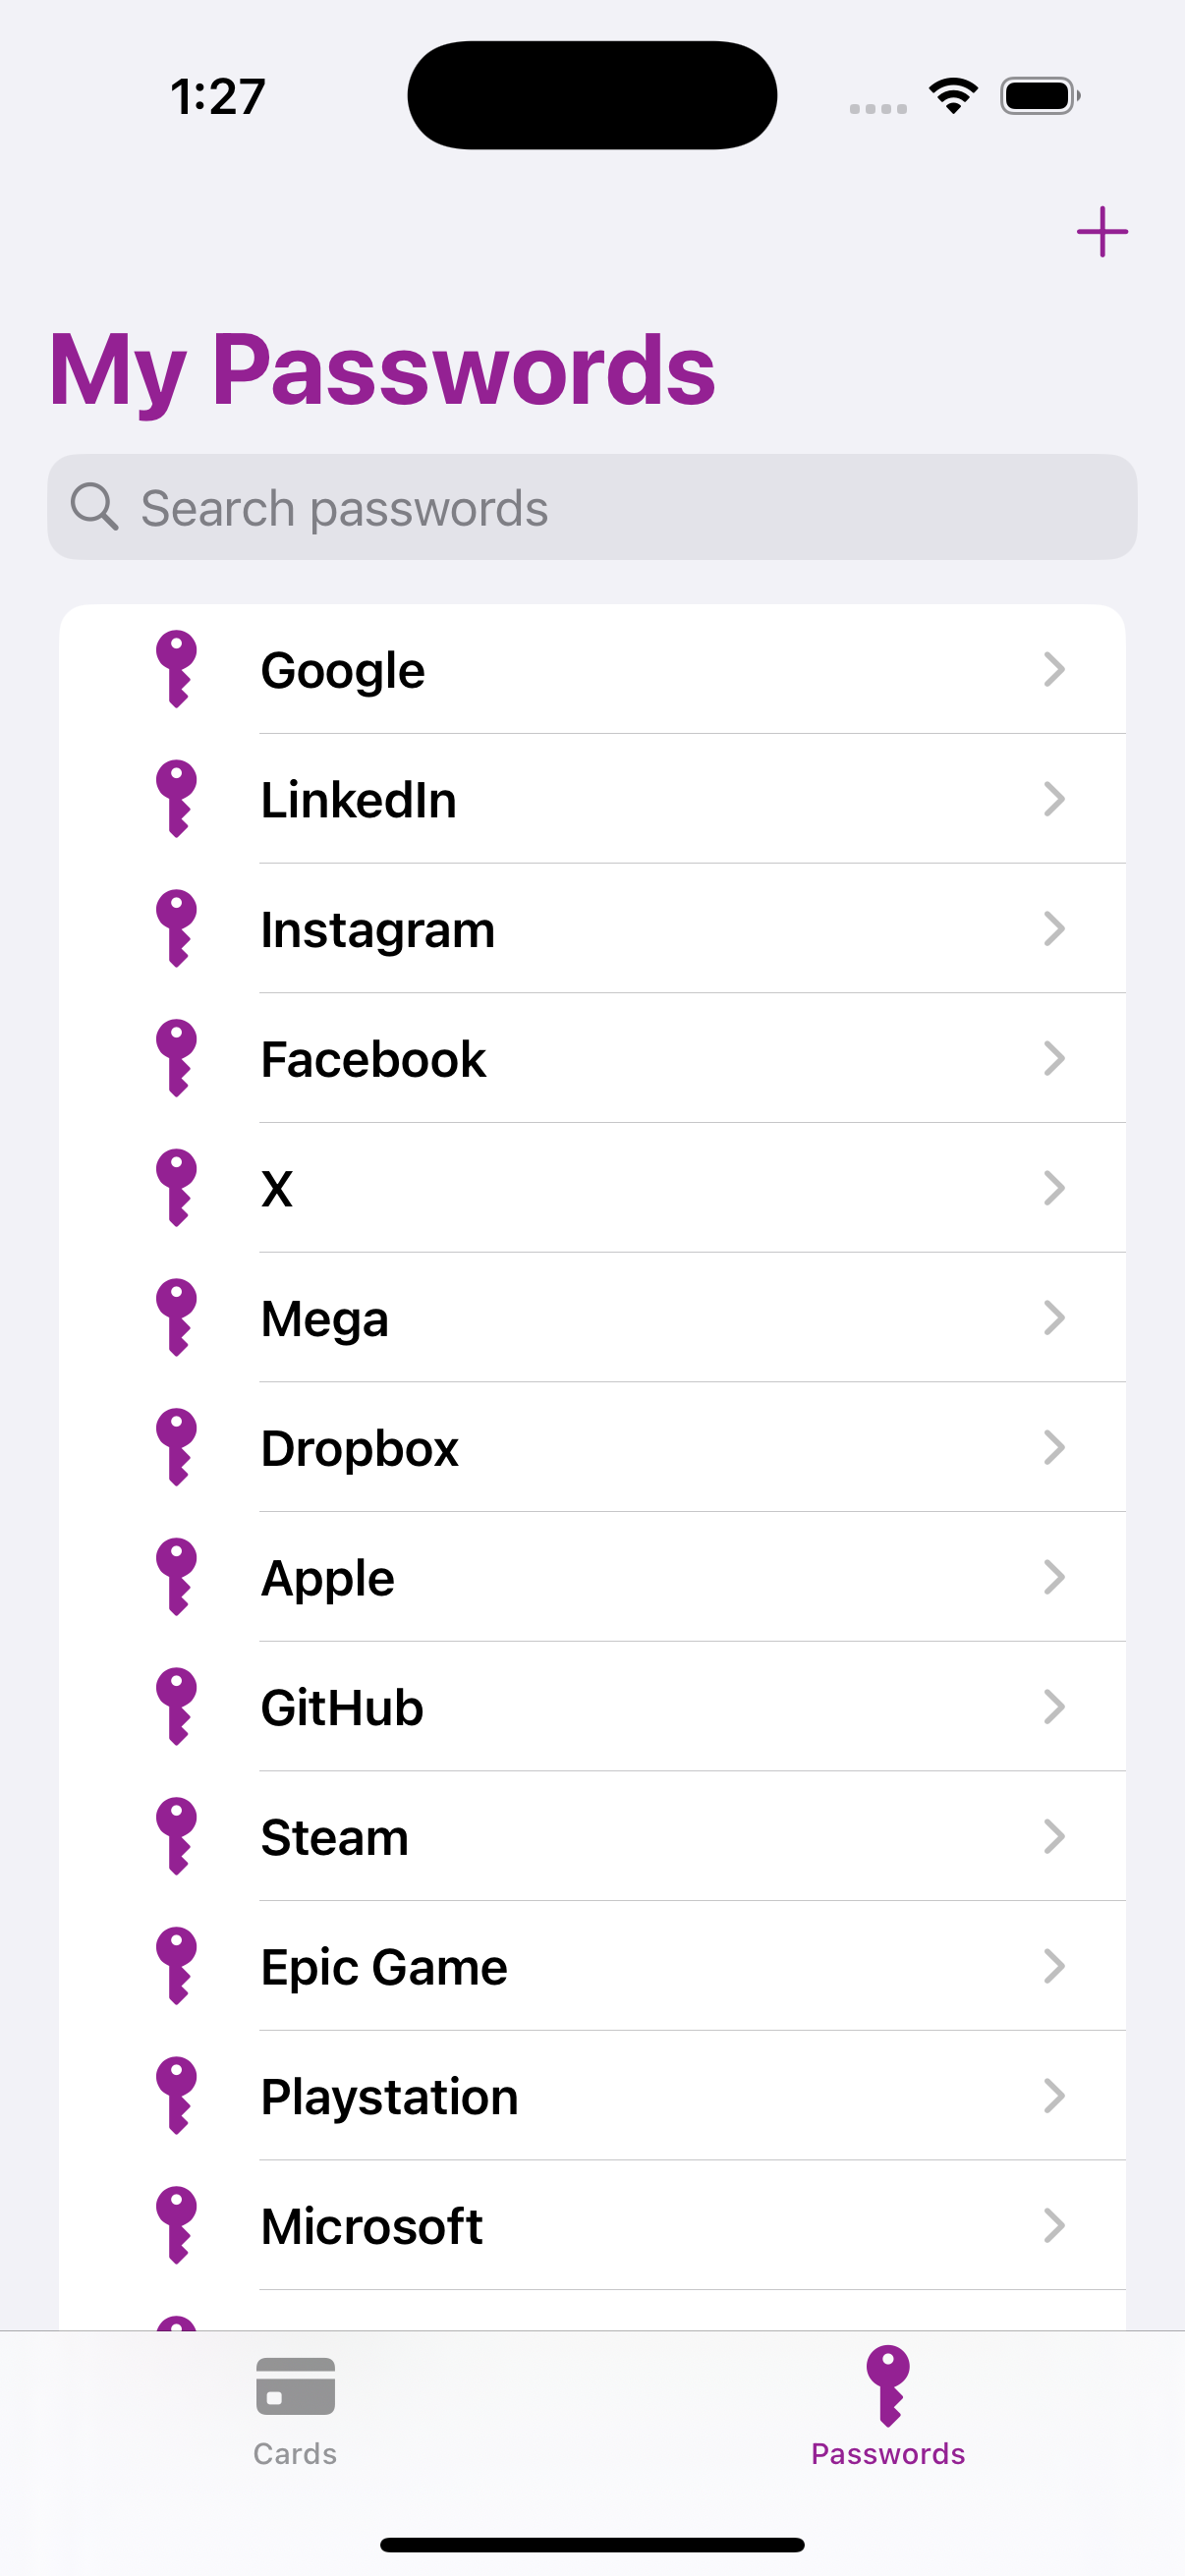 1:27
My Passwords
Search passwords
Google
LinkedIn
Instagram
Facebook
X
Mega
Dropbox
Apple
GitHub
Steam
Epic Game
Playstation
Microsoft
Cards
Passwords